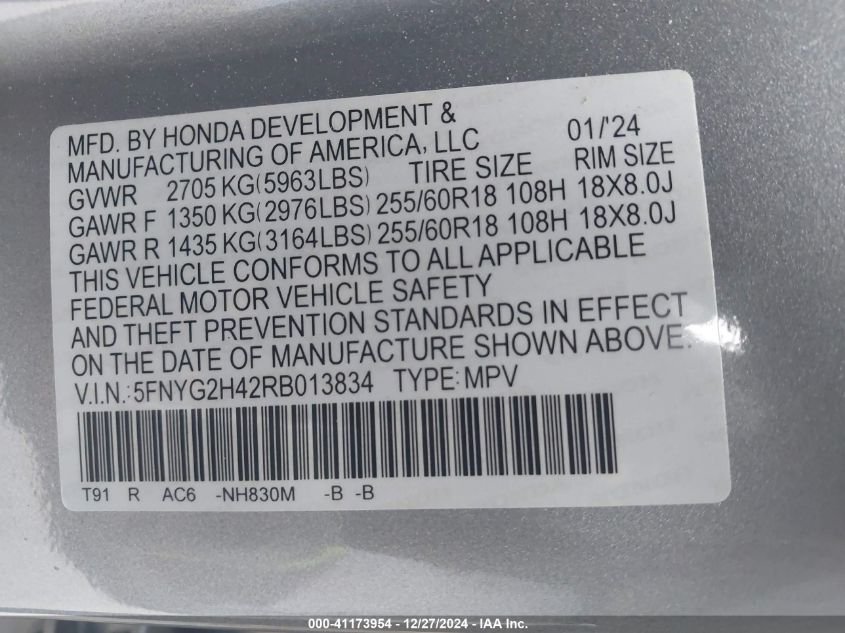 MFD. BY HONDA DEVELOPMENT &
MANUFACTURING OF AMERICA, LLC 01/'24
GVWR 2705 KG(5963LBS) TIRE SIZE RIM SIZE
GAWR F 1350 KG(2976LBS) 255/60R18 108H 18X8.0J
GAWR R 1435 KG(3164LBS) 255/60R18 108H 18X8.0J
THIS VEHICLE CONFORMS TO ALL APPLICABLE
FEDERAL MOTOR VEHICLE SAFETY
AND THEFT PREVENTION STANDARDS IN EFFECT
ON THE DATE OF MANUFACTURE SHOWN ABOVE.
V.I.N.:5FNYG2H42RB013834 TYPE:MPV
T91 R AC6 -NH830M -B -B
000-41173954 - 12/27/2024 - IAA Inc.